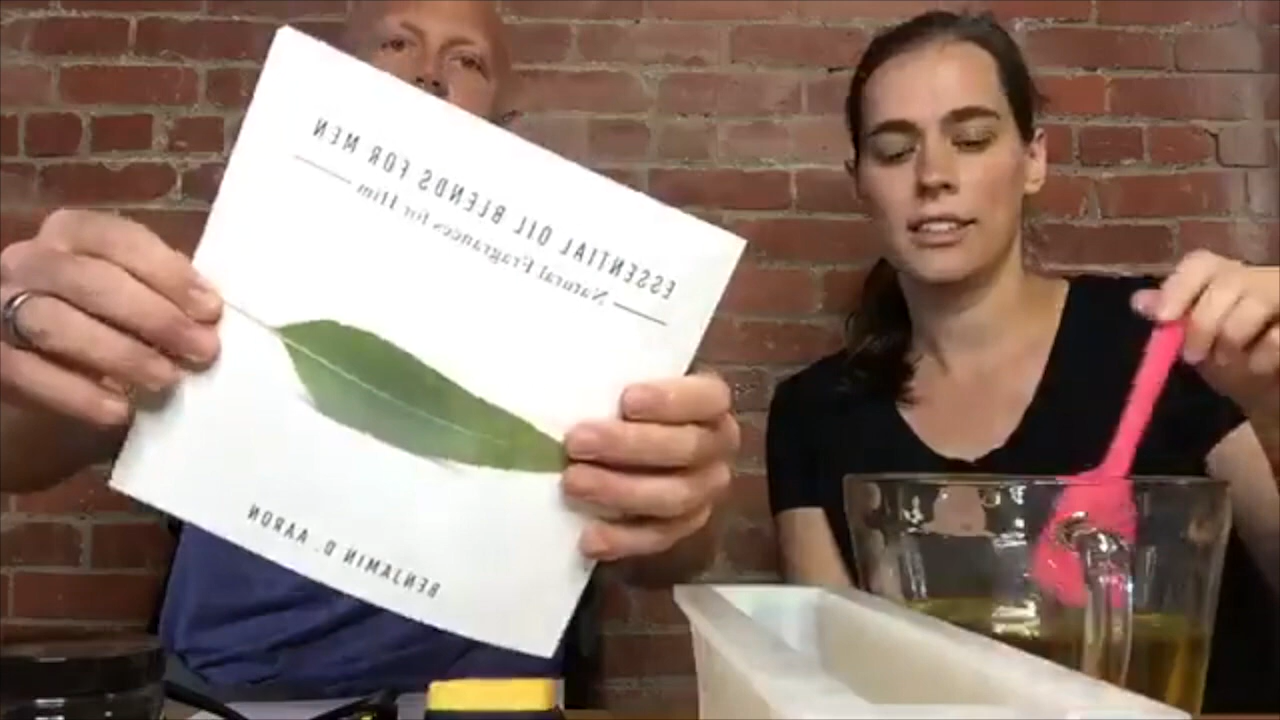 ESSENTIAL OIL BLENDS FOR MEN
Natural Fragrances for Him
BENJAMIN D. AARON